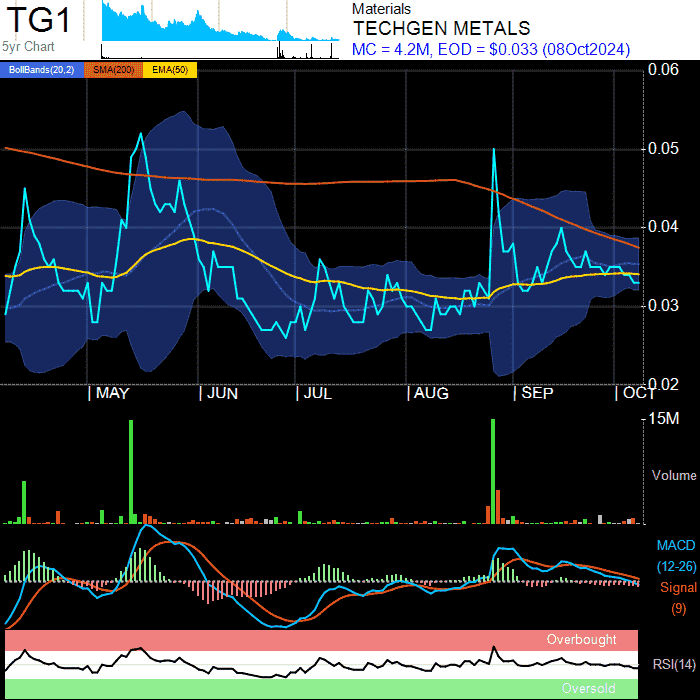 TG1
5yr Chart
Materials
TECHGEN METALS
MC = 4.2M, EOD = $0.033 (08Oct2024)
BollBands(20,2) SMA(200) EMA(50)
0.06
0.05
0.04
0.03
0.02
MAY JUN JUL AUG SEP OCT
15M
Volume
MACD
(12-26)
Signal
(9)
Overbought
RSI(14)
Oversold